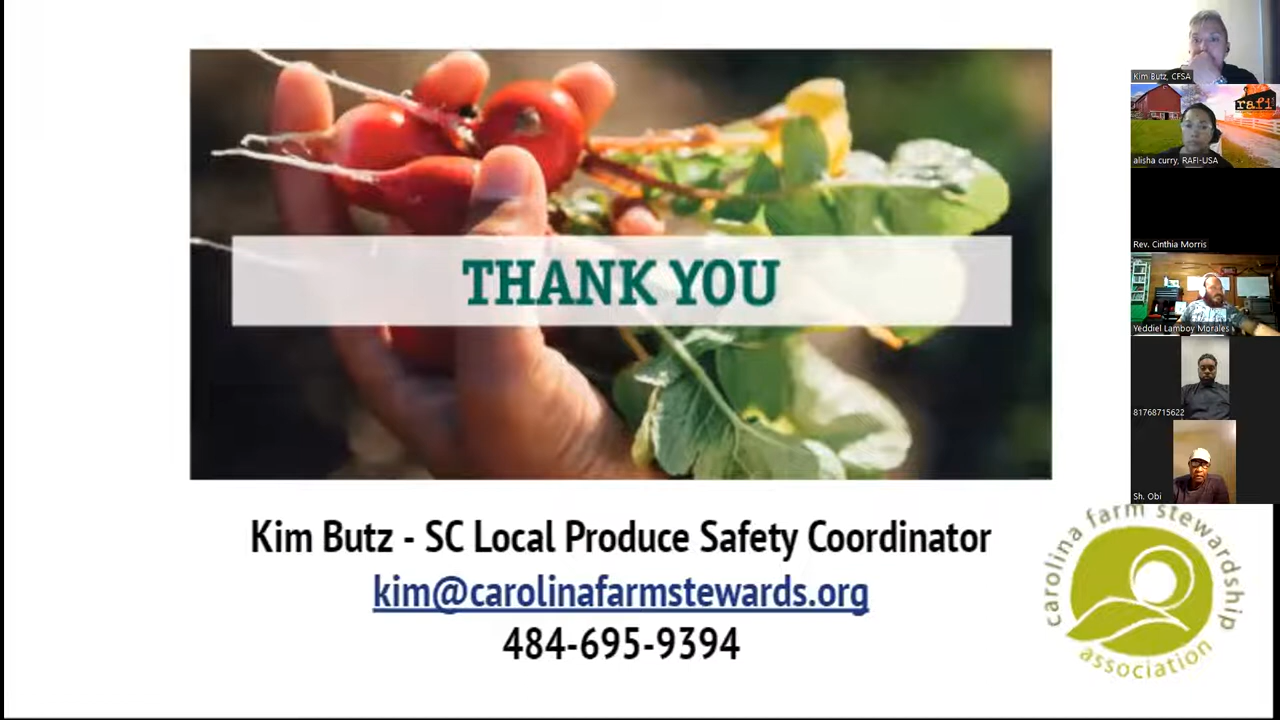 THANK YOU
Kim Butz - SC Local Produce Safety Coordinator
kim@carolinafarmstewards.org
484-695-9394
carolina farm stewardship
association
Kim Butz, CFSA
rafi
alisha curry, RAFI-USA
Rev. Cinthia Morris
Yeddiel Lamboy Morales
81768715622
Sh. Obi